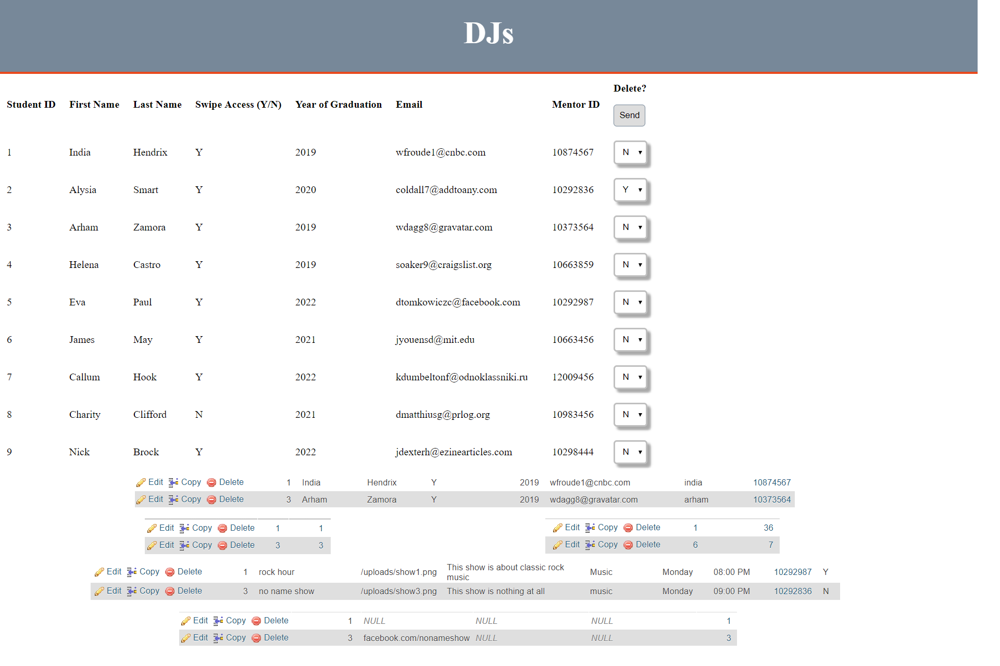 DJs
Delete?
Student ID First Name Last Name Swipe Access (Y/N) Year of Graduation Email Mentor ID
Send
1 India Hendrix Y 2019 wfroude1@cnbc.com 10874567 N
2 Alysia Smart Y 2020 coldall7@addtoany.com 10292836 Y
3 Arham Zamora Y 2019 wdagg8@gravatar.com 10373564 N
4 Helena Castro Y 2019 soaker9@craigslist.org 10663859 N
5 Eva Paul Y 2022 dtomkowiczc@facebook.com 10292987 N
6 James May Y 2021 jyouensd@mit.edu 10663456 N
7 Callum Hook Y 2022 kdumbeltonf@odnoklassniki.ru 12009456 N
8 Charity Clifford N 2021 dmatthiusg@prlog.org 10983456 N
9 Nick Brock Y 2022 jdexterh@ezinearticles.com 10298444 N
Edit Copy Delete 1 India Hendrix Y 2019 wfroude1@cnbc.com india 10874567
Edit Copy Delete 3 Arham Zamora Y 2019 wdagg8@gravatar.com arham 10373564
Edit Copy Delete 1 1 Edit Copy Delete 1 36
Edit Copy Delete 3 3 Edit Copy Delete 6 7
Edit Copy Delete 1 rock hour /uploads/show1.png This show is about classic rock Music Monday 08:00 PM 10292987 Y
music
Edit Copy Delete 3 no name show /uploads/show3.png This show is nothing at all music Monday 09:00 PM 10292836 N
Edit Copy Delete 1 NULL NULL NULL 1
Edit Copy Delete 3 facebook.com/nonameshow NULL NULL 3